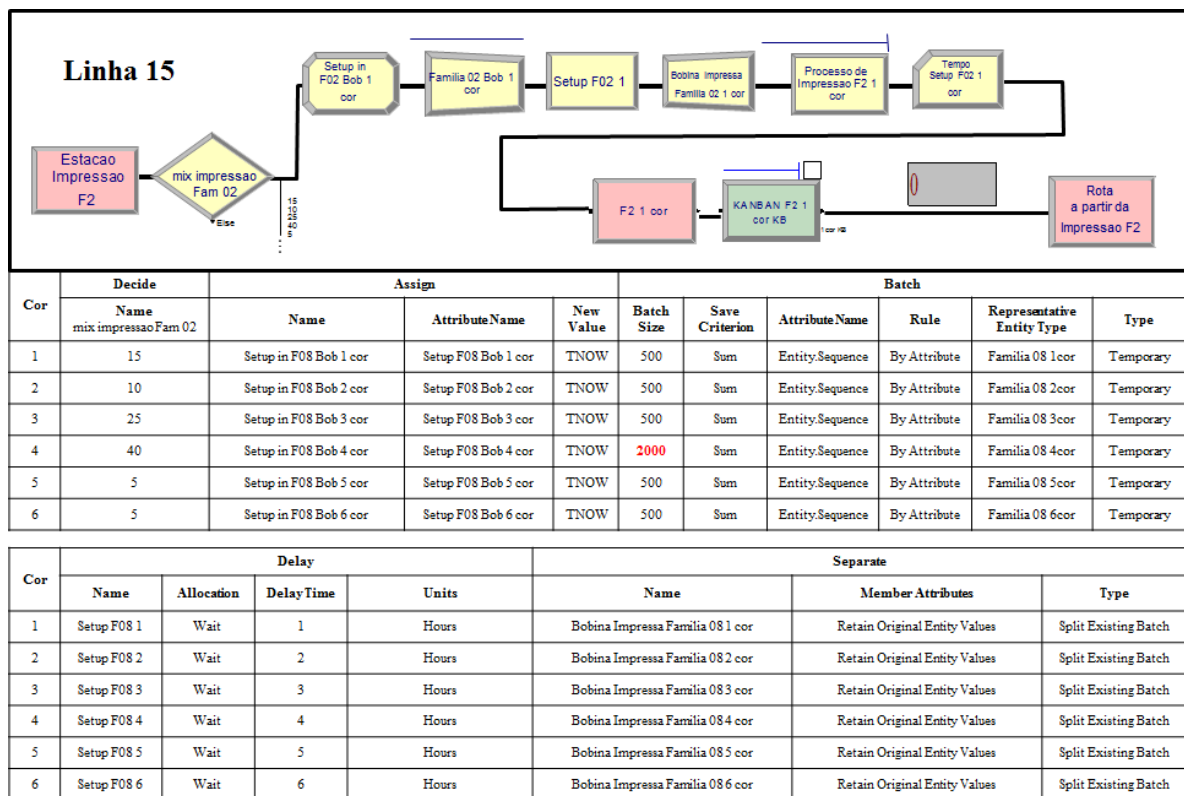 Linha 15
Setup in
F02 Bob 1
cor
Familia 02 Bob 1
cor
Setup F02 1
Bobina Impressa
Familia 02 1 cor
Processo de
Impressao F2 1
cor
Tempo
Setup F02 1
cor
Estacao
Impressao
F2
mix impressao
Fam 02
Else
15
10
25
40
5
F2 1 cor
KANBAN F2 1
cor KB
1 cor KB
0
Rota
a partir da
Impressao F2
Cor Decide Assign Batch
Name
mix impressao Fam 02 Name Attribute Name New Value Batch Size Save Criterion Attribute Name Rule Representative Entity Type Type
1 15 Setup in F08 Bob 1 cor Setup F08 Bob 1 cor TNOW 500 Sum Entity.Sequence By Attribute Familia 08 1cor Temporary
2 10 Setup in F08 Bob 2 cor Setup F08 Bob 2 cor TNOW 500 Sum Entity.Sequence By Attribute Familia 08 2cor Temporary
3 25 Setup in F08 Bob 3 cor Setup F08 Bob 3 cor TNOW 500 Sum Entity.Sequence By Attribute Familia 08 3cor Temporary
4 40 Setup in F08 Bob 4 cor Setup F08 Bob 4 cor TNOW 2000 Sum Entity.Sequence By Attribute Familia 08 4cor Temporary
5 5 Setup in F08 Bob 5 cor Setup F08 Bob 5 cor TNOW 500 Sum Entity.Sequence By Attribute Familia 08 5cor Temporary
6 5 Setup in F08 Bob 6 cor Setup F08 Bob 6 cor TNOW 500 Sum Entity.Sequence By Attribute Familia 08 6cor Temporary
Cor Delay Separate
Name Allocation Delay Time Units Name Member Attributes Type
1 Setup F08 1 Wait 1 Hours Bobina Impressa Familia 08 1 cor Retain Original Entity Values Split Existing Batch
2 Setup F08 2 Wait 2 Hours Bobina Impressa Familia 08 2 cor Retain Original Entity Values Split Existing Batch
3 Setup F08 3 Wait 3 Hours Bobina Impressa Familia 08 3 cor Retain Original Entity Values Split Existing Batch
4 Setup F08 4 Wait 4 Hours Bobina Impressa Familia 08 4 cor Retain Original Entity Values Split Existing Batch
5 Setup F08 5 Wait 5 Hours Bobina Impressa Familia 08 5 cor Retain Original Entity Values Split Existing Batch
6 Setup F08 6 Wait 6 Hours Bobina Impressa Familia 08 6 cor Retain Original Entity Values Split Existing Batch